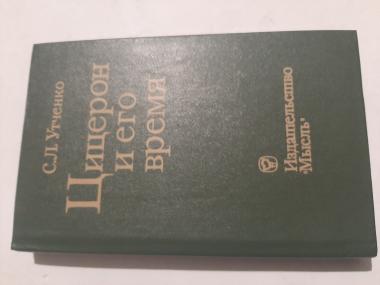 С.Л. Утченко
Цицерон
и его
время
Издательство
"Мысль"